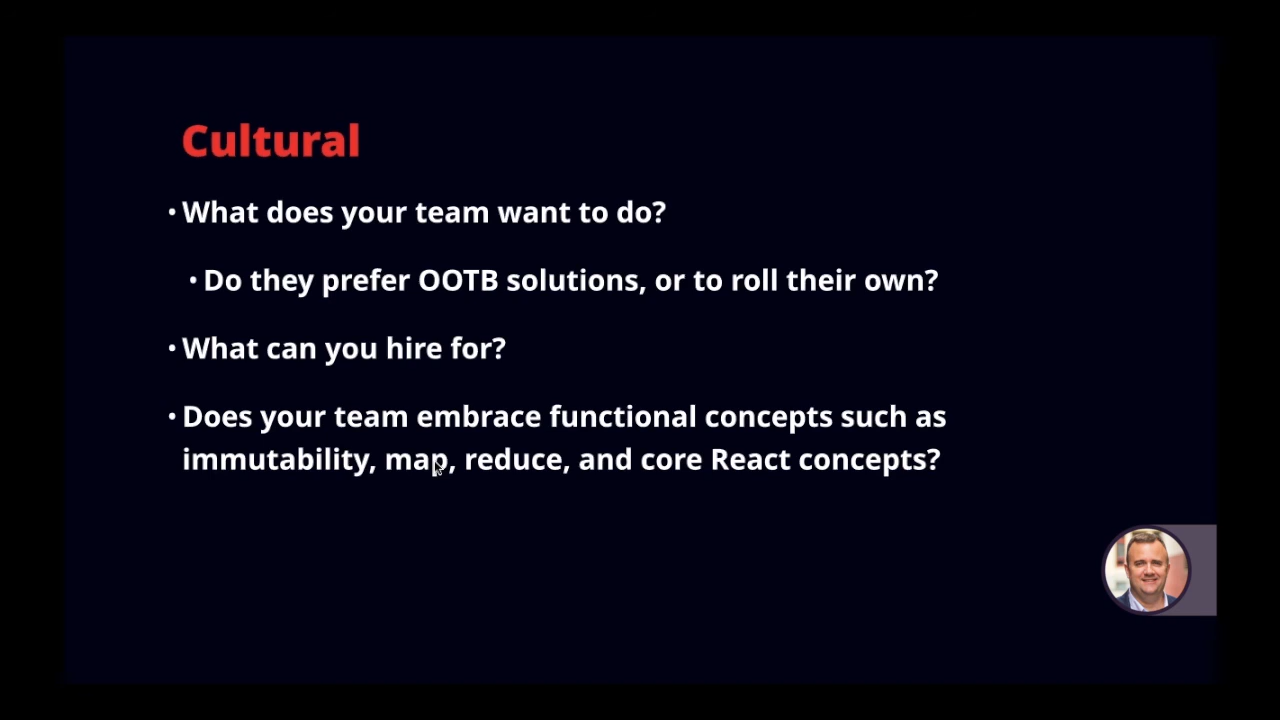 Cultural
• What does your team want to do?
• Do they prefer OOTB solutions, or to roll their own?
• What can you hire for?
• Does your team embrace functional concepts such as
immutability, map, reduce, and core React concepts?